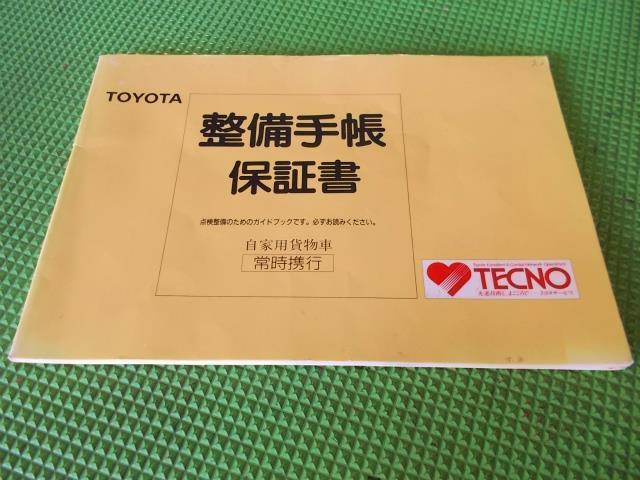 TOYOTA
整備手帳
保証書
点検整備のためのガイドブックです。必ずお読みください。
自家用貨物車
常時携行
TECNO